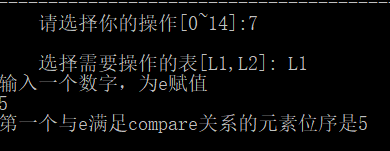 请选择你的操作[0~14]:7
选择需要操作的表[L1,L2]: L1
输入一个数字，为e赋值
5
第一个与e满足compare关系的元素位序是5